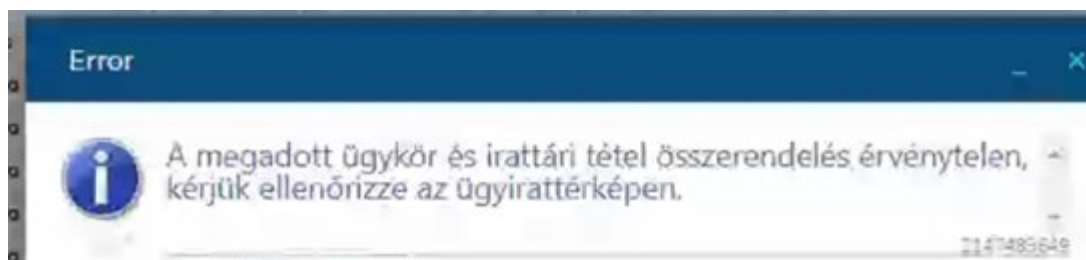 Error
A megadott ügykör és irattári tétel összerendelés érvénytelen,
kérjük ellenőrizze az ügyirattérképen.